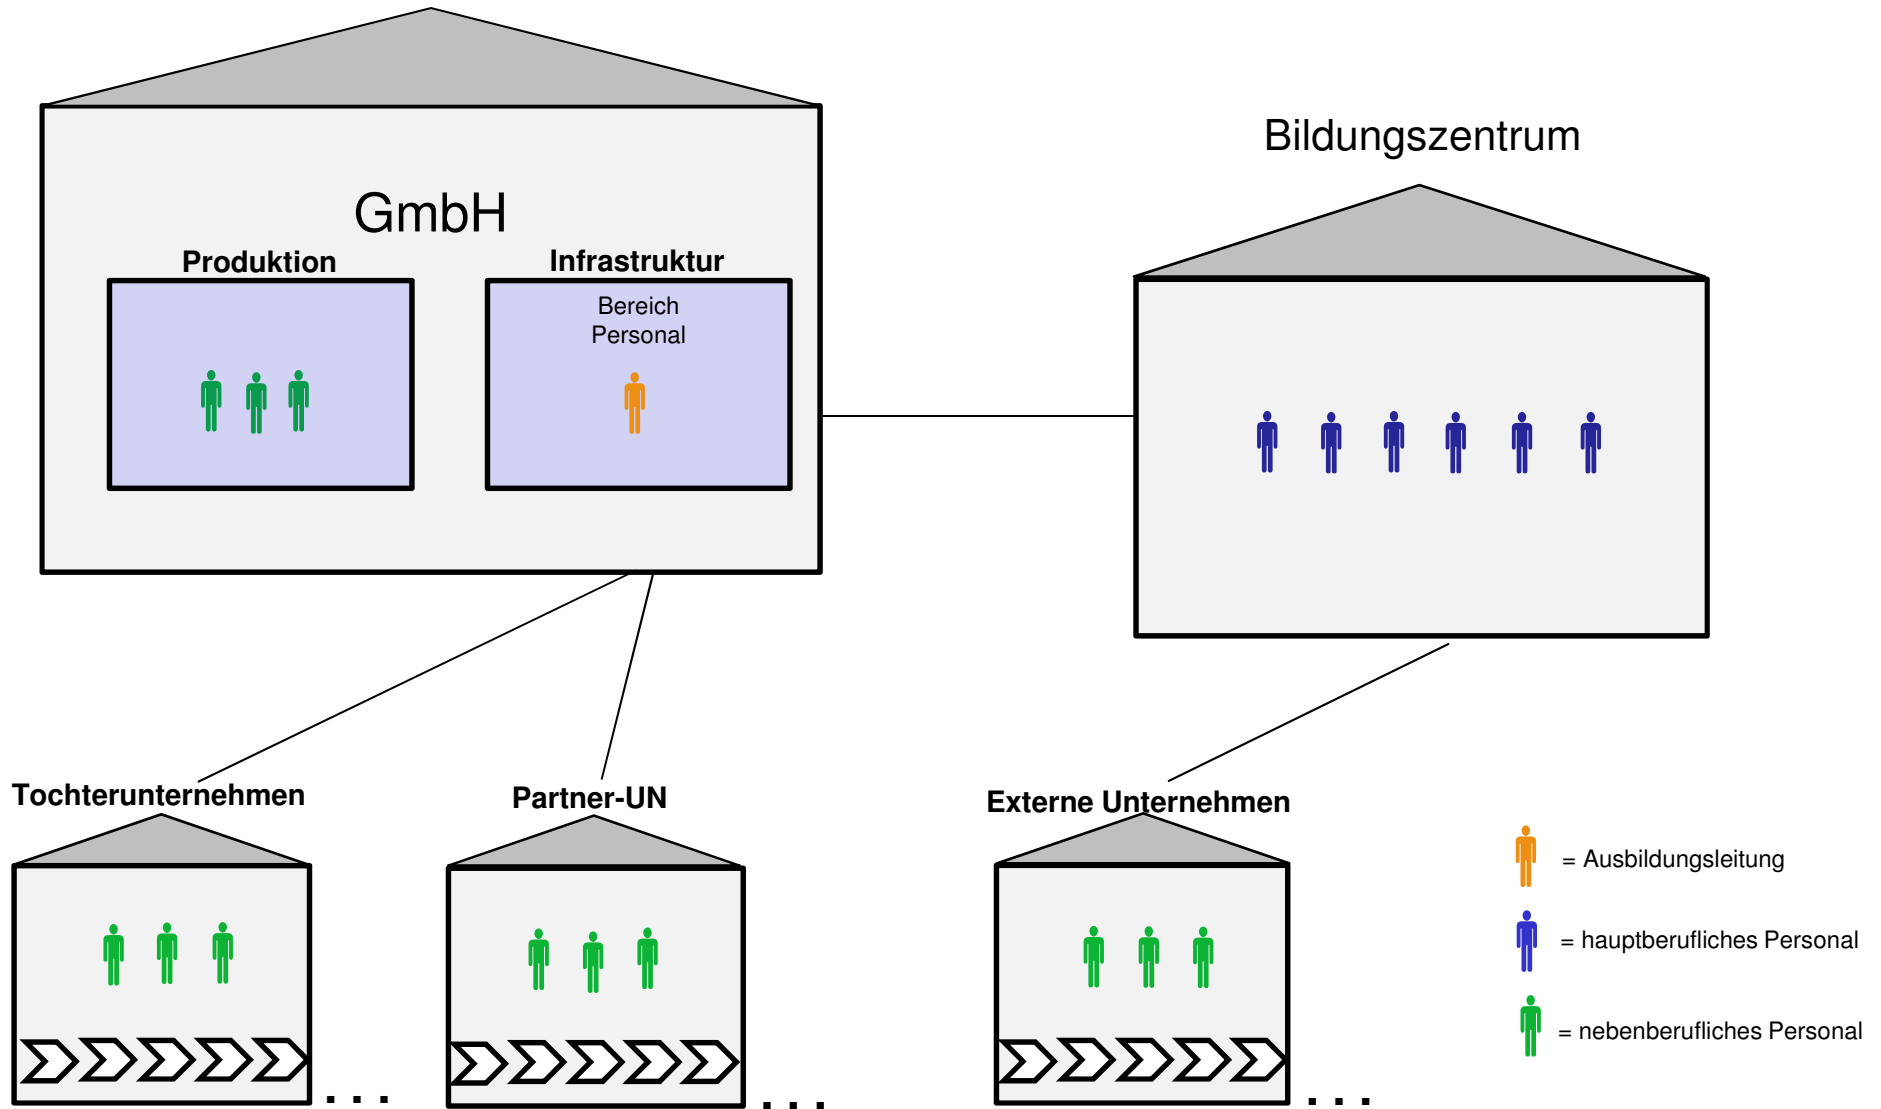 Bildungszentrum
GmbH
Produktion
Infrastruktur
Bereich
Personal
Tochterunternehmen
Partner-UN
Externe Unternehmen
= Ausbildungsleitung
= hauptberufliches Personal
= nebenberufliches Personal
. . .
. . .
. . .